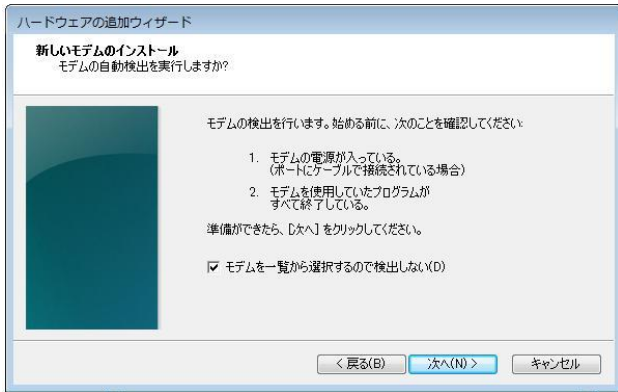 ハードウェアの追加ウィザード
新しいモデムのインストール
モデムの自動検出を実行しますか?
モデムの検出を行います。始める前に、次のことを確認してください:
1. モデムの電源が入っている。
(ポートにケーブルで接続されている場合)
2. モデムを使用していたプログラムが
すべて終了している。
準備ができたら、[次へ] をクリックしてください。
モデムを一覧から選択するので検出しない(D)
< 戻る(B) 次へ(N) > キャンセル